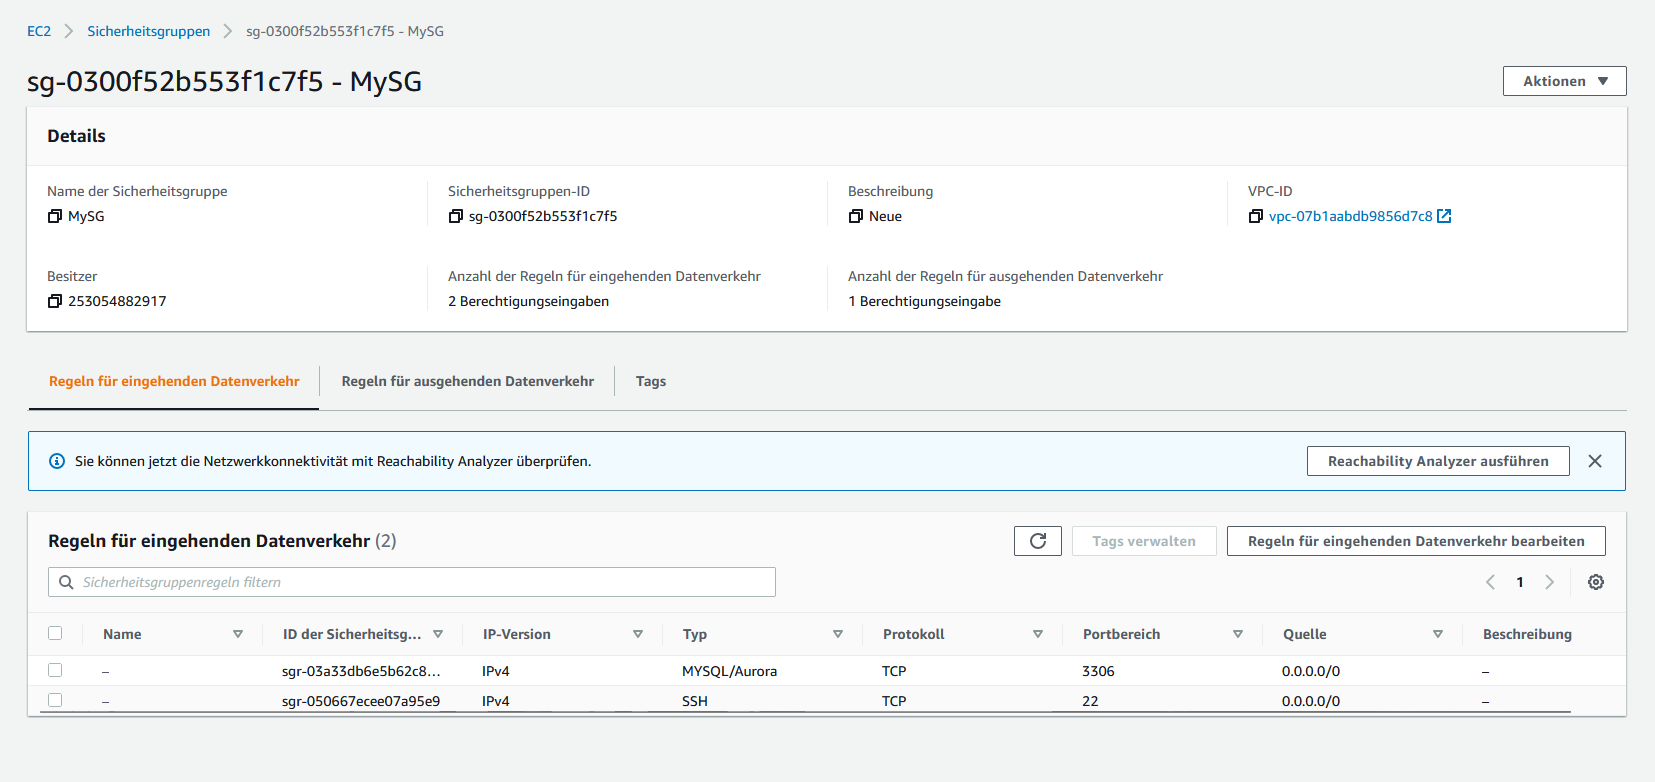 EC2 > Sicherheitsgruppen > sg-0300f52b553f1c7f5 - MySG
sg-0300f52b553f1c7f5 - MySG
Aktionen
Details
Name der Sicherheitsgruppe Sicherheitsgruppen-ID Beschreibung VPC-ID
MySG sg-0300f52b553f1c7f5 Neue vpc-07b1aabdb9856d7c8
Besitzer Anzahl der Regeln für eingehenden Datenverkehr Anzahl der Regeln für ausgehenden Datenverkehr
253054882917 2 Berechtigungseingaben 1 Berechtigungseingabe
Regeln für eingehenden Datenverkehr Regeln für ausgehenden Datenverkehr Tags
Sie können jetzt die Netzwerkkonnektivität mit Reachability Analyzer überprüfen. Reachability Analyzer ausführen
Regeln für eingehenden Datenverkehr (2) Tags verwalten Regeln für eingehenden Datenverkehr bearbeiten
Sicherheitsgruppenregeln filtern 1
Name ID der Sicherheitsg... IP-Version Typ Protokoll Portbereich Quelle Beschreibung
– sgr-03a33db6e5b62c8... IPv4 MYSQL/Aurora TCP 3306 0.0.0.0/0 –
– sgr-050667ecee07a95e9 IPv4 SSH TCP 22 0.0.0.0/0 –